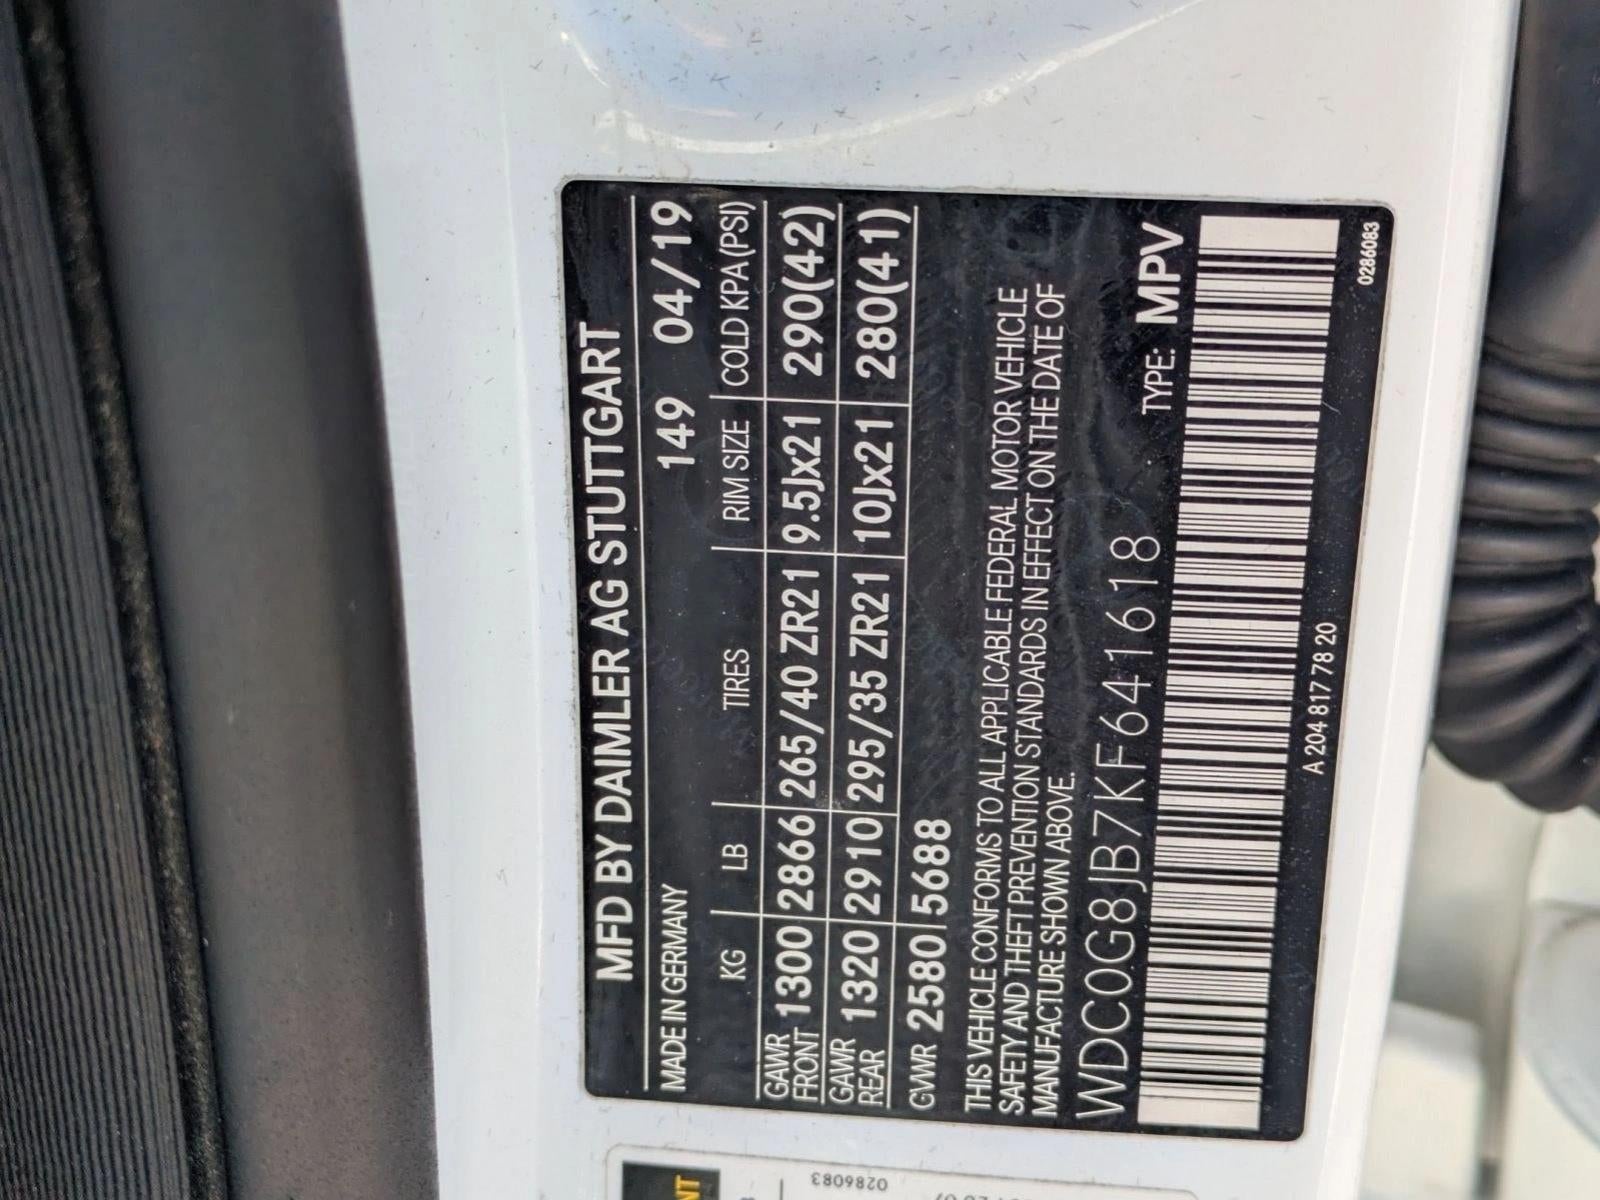 MFD BY DAIMLER AG STUTTGART
MADE IN GERMANY 149 04/19
KG LB TIRES RIM SIZE COLD KPA(PSI)
GAWR FRONT 1300 2866 265/40 ZR21 9.5Jx21 290(42)
GAWR REAR 1320 2910 295/35 ZR21 10Jx21 280(41)
GVWR 2580 5688
THIS VEHICLE CONFORMS TO ALL APPLICABLE FEDERAL MOTOR VEHICLE
SAFETY AND THEFT PREVENTION STANDARDS IN EFFECT ON THE DATE OF
MANUFACTURE SHOWN ABOVE.
WDC0G8JB7KF641618 TYPE: MPV
A 204 817 78 20 0286083
0286083